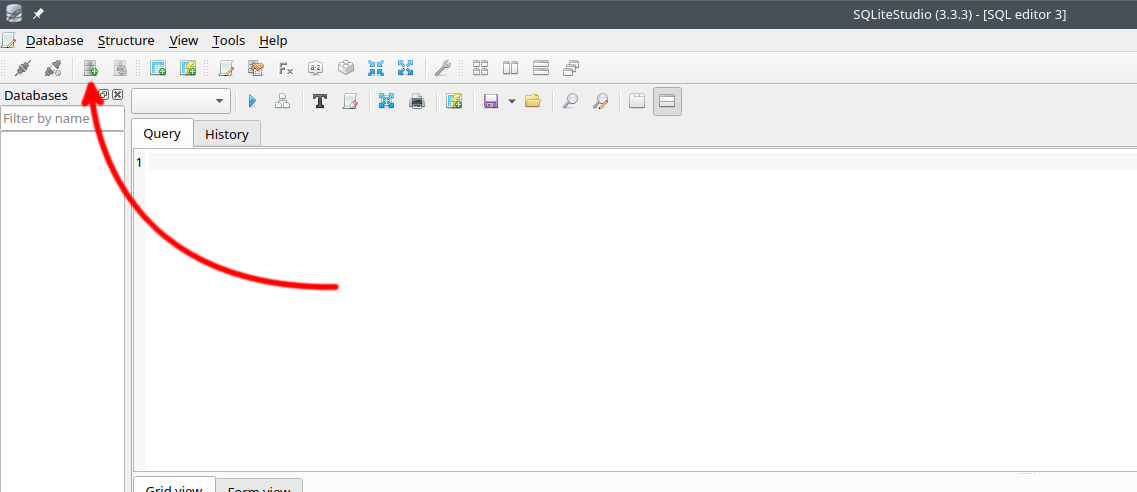 SQLiteStudio (3.3.3) - [SQL editor 3]
Database Structure View Tools Help
Databases
Filter by name
Query History
1
Grid view Form view